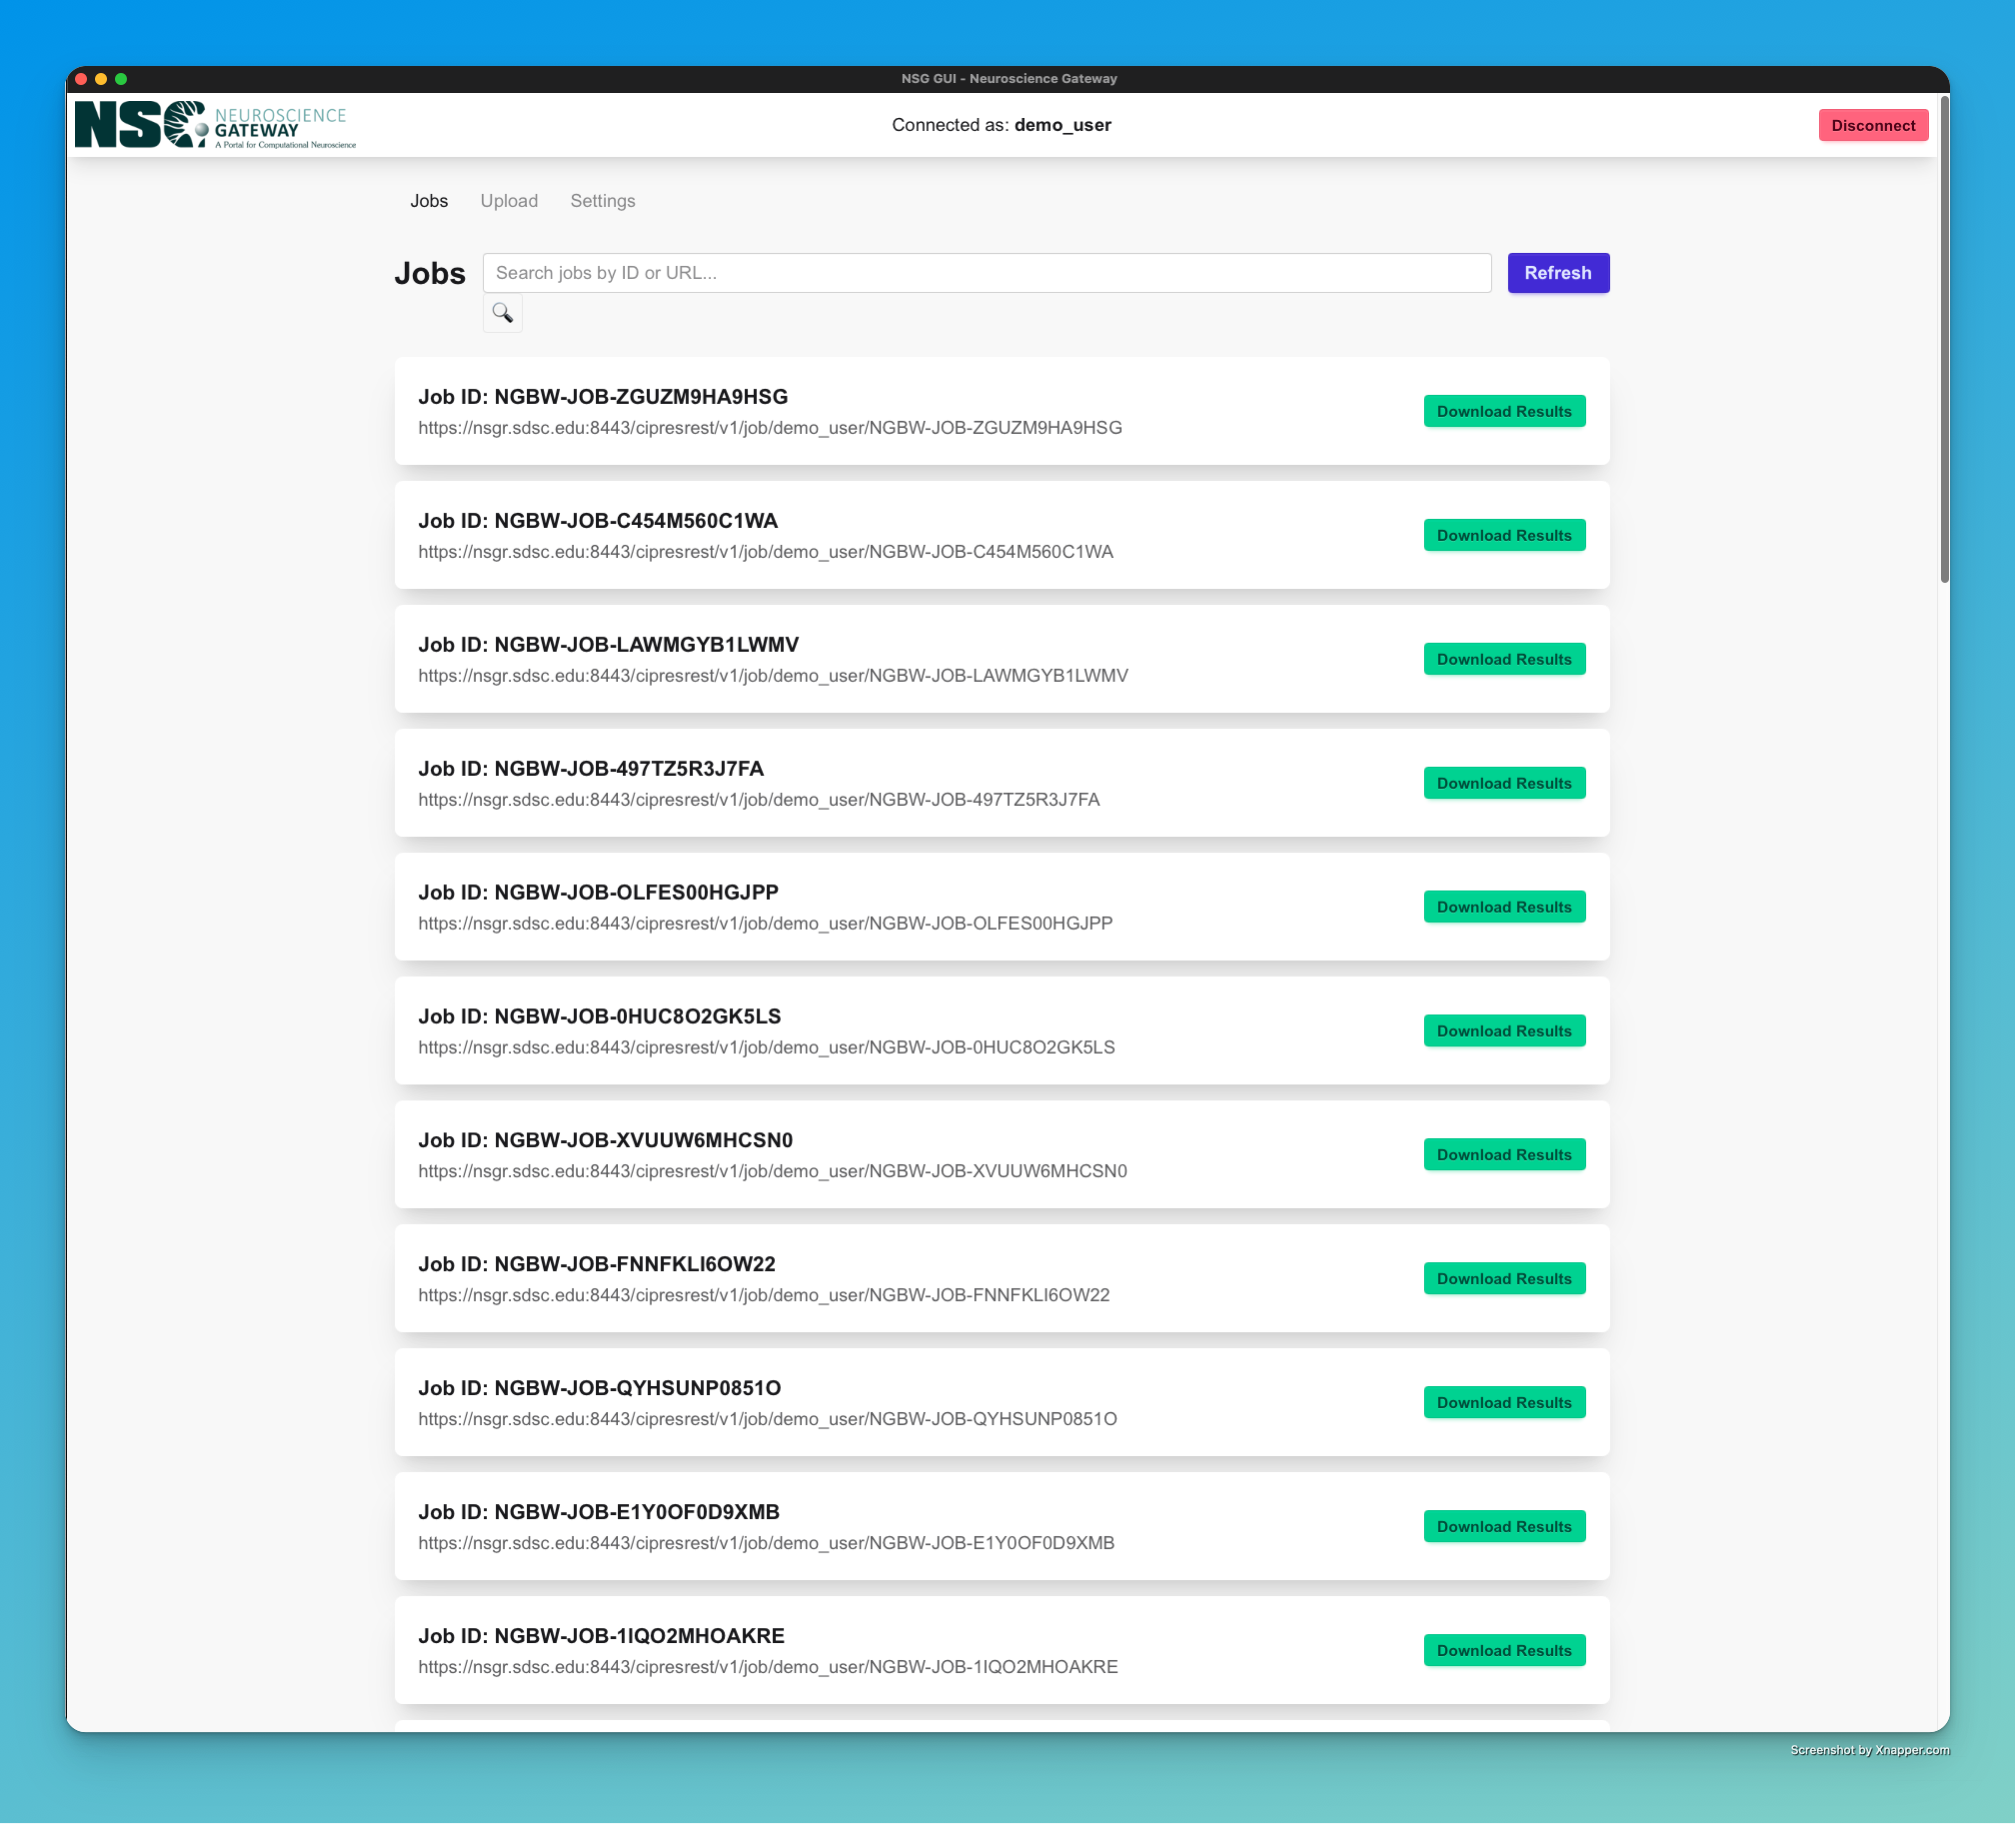 NSG GUI - Neuroscience Gateway
NSG NEUROSCIENCE
GATEWAY
A Portal for Computational Neuroscience
Connected as: demo_user
Disconnect
Jobs Upload Settings
Jobs
Search jobs by ID or URL...
Refresh
Job ID: NGBW-JOB-ZGUZM9HA9HSG
https://nsgr.sdsc.edu:8443/cipresrest/v1/job/demo_user/NGBW-JOB-ZGUZM9HA9HSG
Download Results
Job ID: NGBW-JOB-C454M560C1WA
https://nsgr.sdsc.edu:8443/cipresrest/v1/job/demo_user/NGBW-JOB-C454M560C1WA
Download Results
Job ID: NGBW-JOB-LAWMGYB1LWMV
https://nsgr.sdsc.edu:8443/cipresrest/v1/job/demo_user/NGBW-JOB-LAWMGYB1LWMV
Download Results
Job ID: NGBW-JOB-497TZ5R3J7FA
https://nsgr.sdsc.edu:8443/cipresrest/v1/job/demo_user/NGBW-JOB-497TZ5R3J7FA
Download Results
Job ID: NGBW-JOB-OLFES00HGJPP
https://nsgr.sdsc.edu:8443/cipresrest/v1/job/demo_user/NGBW-JOB-OLFES00HGJPP
Download Results
Job ID: NGBW-JOB-0HUC8O2GK5LS
https://nsgr.sdsc.edu:8443/cipresrest/v1/job/demo_user/NGBW-JOB-0HUC8O2GK5LS
Download Results
Job ID: NGBW-JOB-XVUUW6MHCSN0
https://nsgr.sdsc.edu:8443/cipresrest/v1/job/demo_user/NGBW-JOB-XVUUW6MHCSN0
Download Results
Job ID: NGBW-JOB-FNNFKLI6OW22
https://nsgr.sdsc.edu:8443/cipresrest/v1/job/demo_user/NGBW-JOB-FNNFKLI6OW22
Download Results
Job ID: NGBW-JOB-QYHSUNP0851O
https://nsgr.sdsc.edu:8443/cipresrest/v1/job/demo_user/NGBW-JOB-QYHSUNP0851O
Download Results
Job ID: NGBW-JOB-E1Y0OF0D9XMB
https://nsgr.sdsc.edu:8443/cipresrest/v1/job/demo_user/NGBW-JOB-E1Y0OF0D9XMB
Download Results
Job ID: NGBW-JOB-1IQO2MHOAKRE
https://nsgr.sdsc.edu:8443/cipresrest/v1/job/demo_user/NGBW-JOB-1IQO2MHOAKRE
Download Results
Screenshot by Xnapper.com